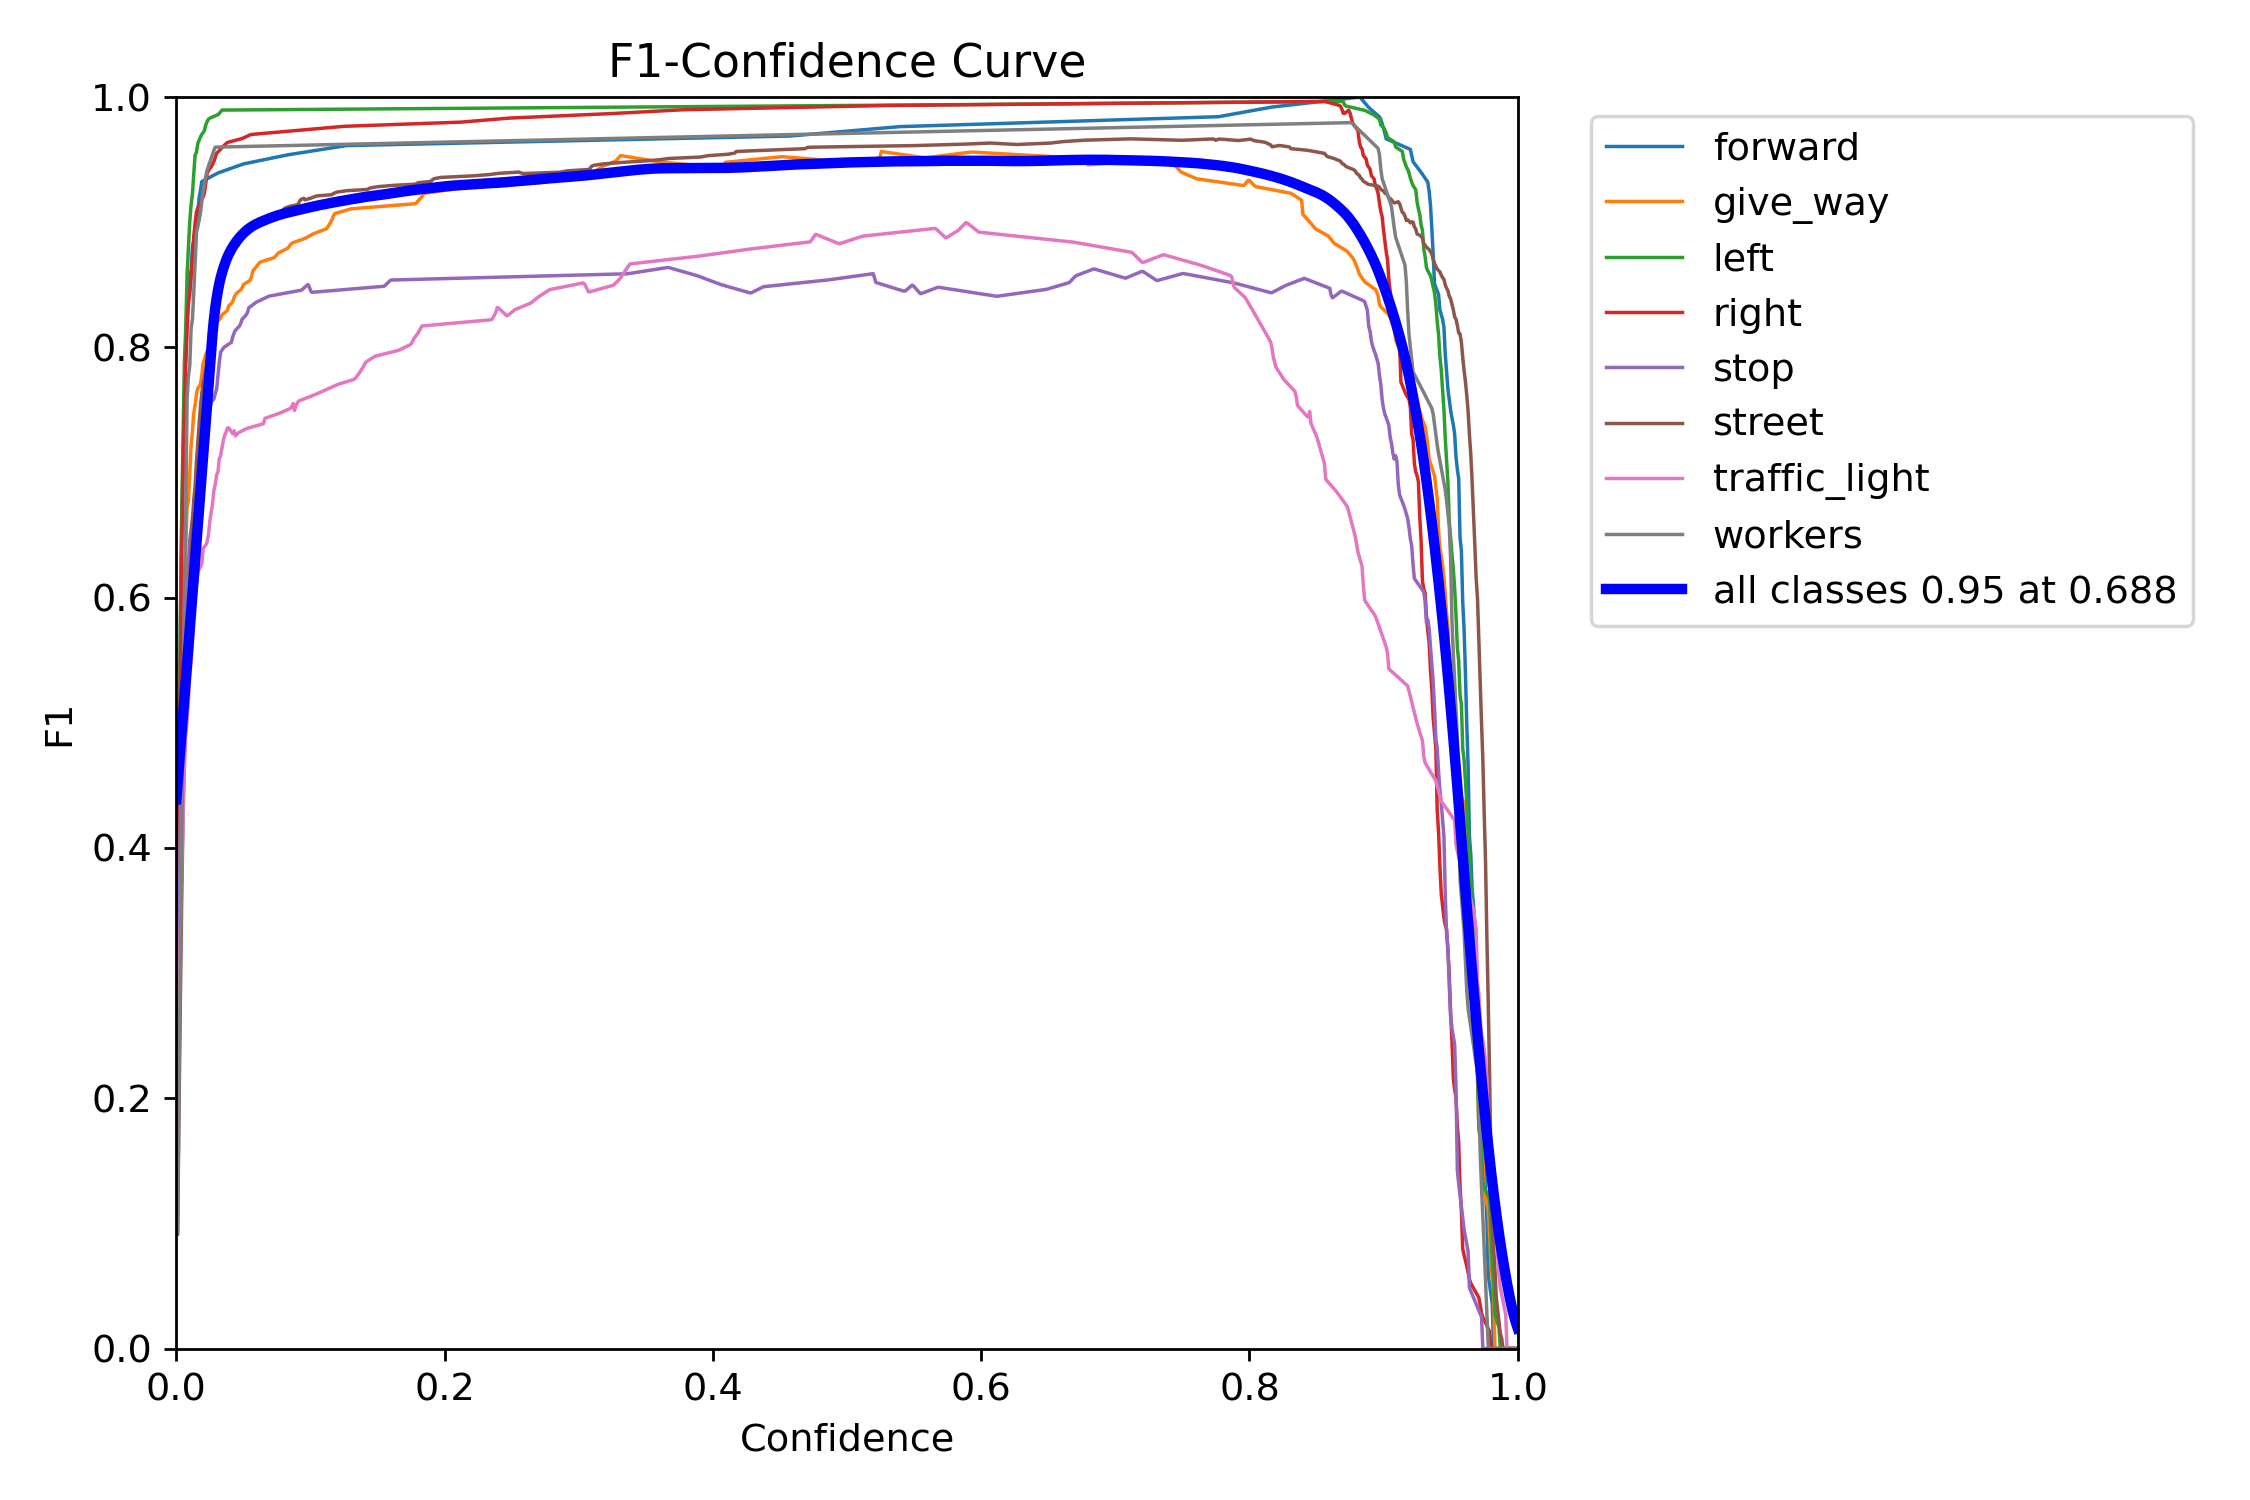 F1-Confidence Curve
1.0
0.8
0.6
0.4
0.2
0.0
F1
0.0 0.2 0.4 0.6 0.8 1.0
Confidence
forward
give_way
left
right
stop
street
traffic_light
workers
all classes 0.95 at 0.688